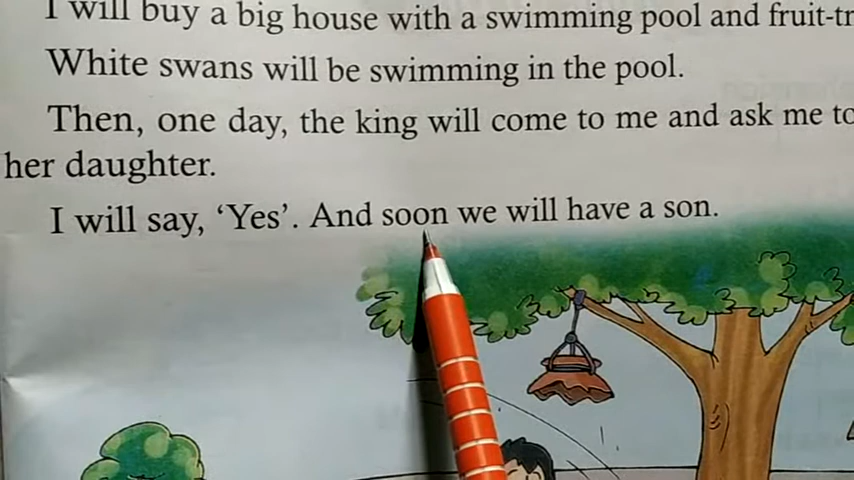 I will buy a big house with a swimming pool and fruit-tr
White swans will be swimming in the pool.
Then, one day, the king will come to me and ask me to
her daughter.
I will say, ‘Yes’. And soon we will have a son.